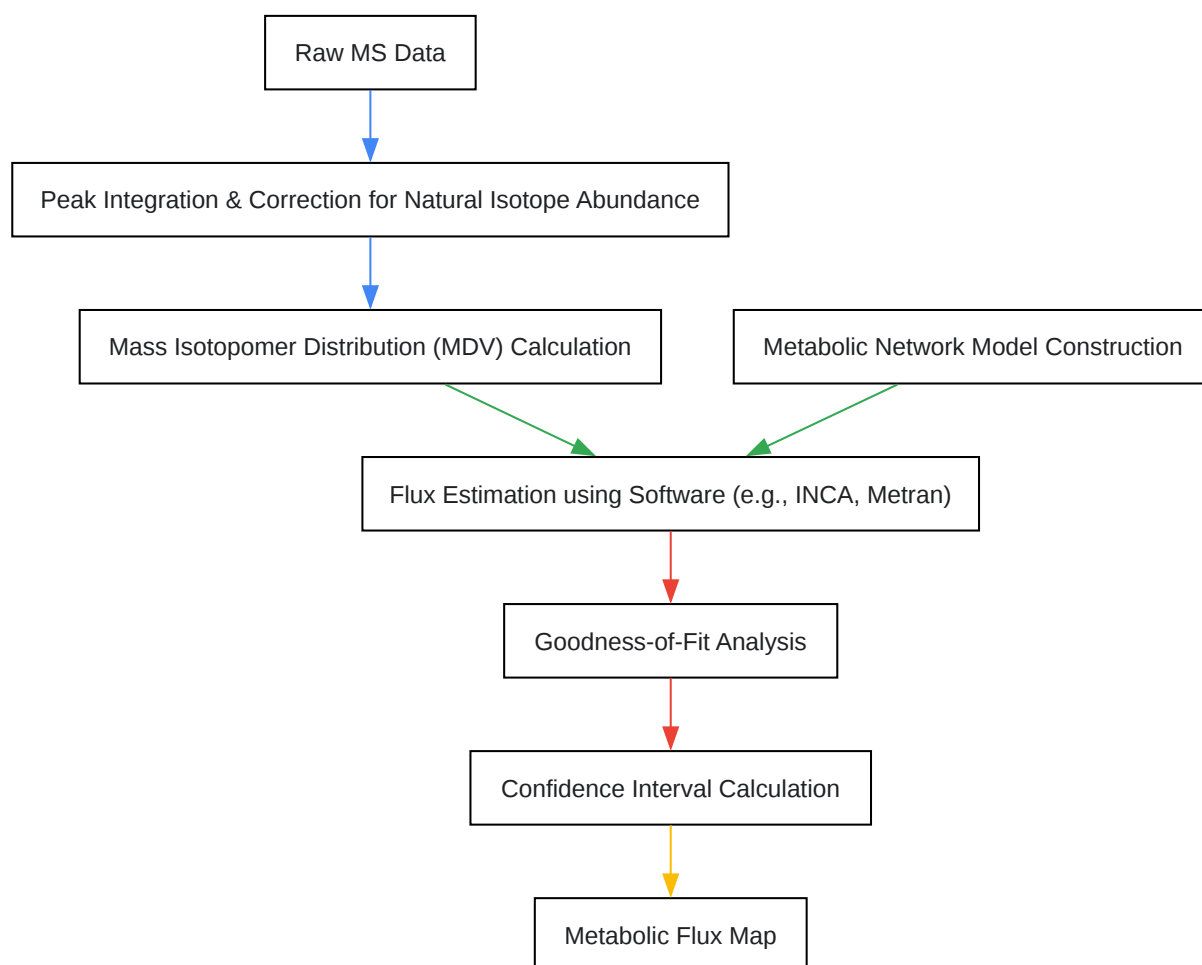 Raw MS Data
Peak Integration & Correction for Natural Isotope Abundance
Mass Isotopomer Distribution (MDV) Calculation
Metabolic Network Model Construction
Flux Estimation using Software (e.g., INCA, Metran)
Goodness-of-Fit Analysis
Confidence Interval Calculation
Metabolic Flux Map